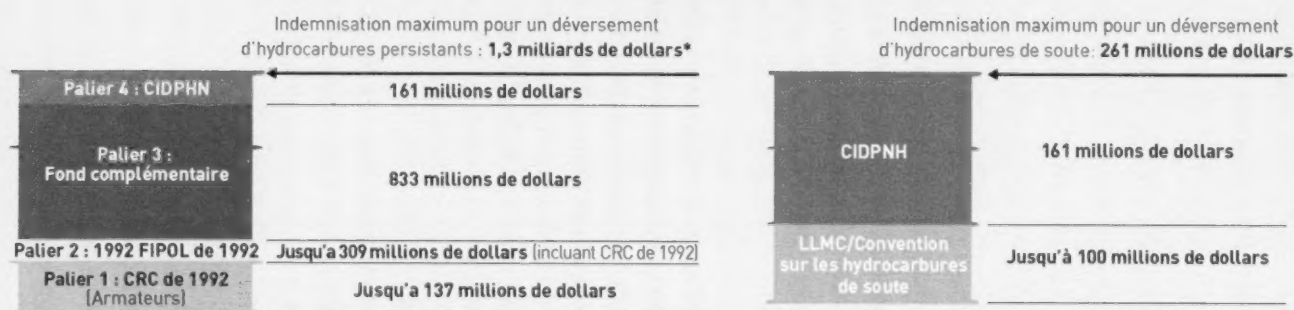 Indemnisation maximum pour un déversement
d'hydrocarbures persistants : 1,3 milliards de dollars*
Palier 4 : CIDPHN
161 millions de dollars
Palier 3 :
Fond complémentaire
833 millions de dollars
Palier 2 : 1992 FIPOL de 1992
Jusqu'a 309 millions de dollars (incluant CRC de 1992)
Palier 1 : CRC de 1992
(Armateurs)
Jusqu'a 137 millions de dollars
Indemnisation maximum pour un déversement
d'hydrocarbures de soute: 261 millions de dollars
CIDPNH
161 millions de dollars
LLMC/Convention
sur les hydrocarbures
de soute
Jusqu'à 100 millions de dollars